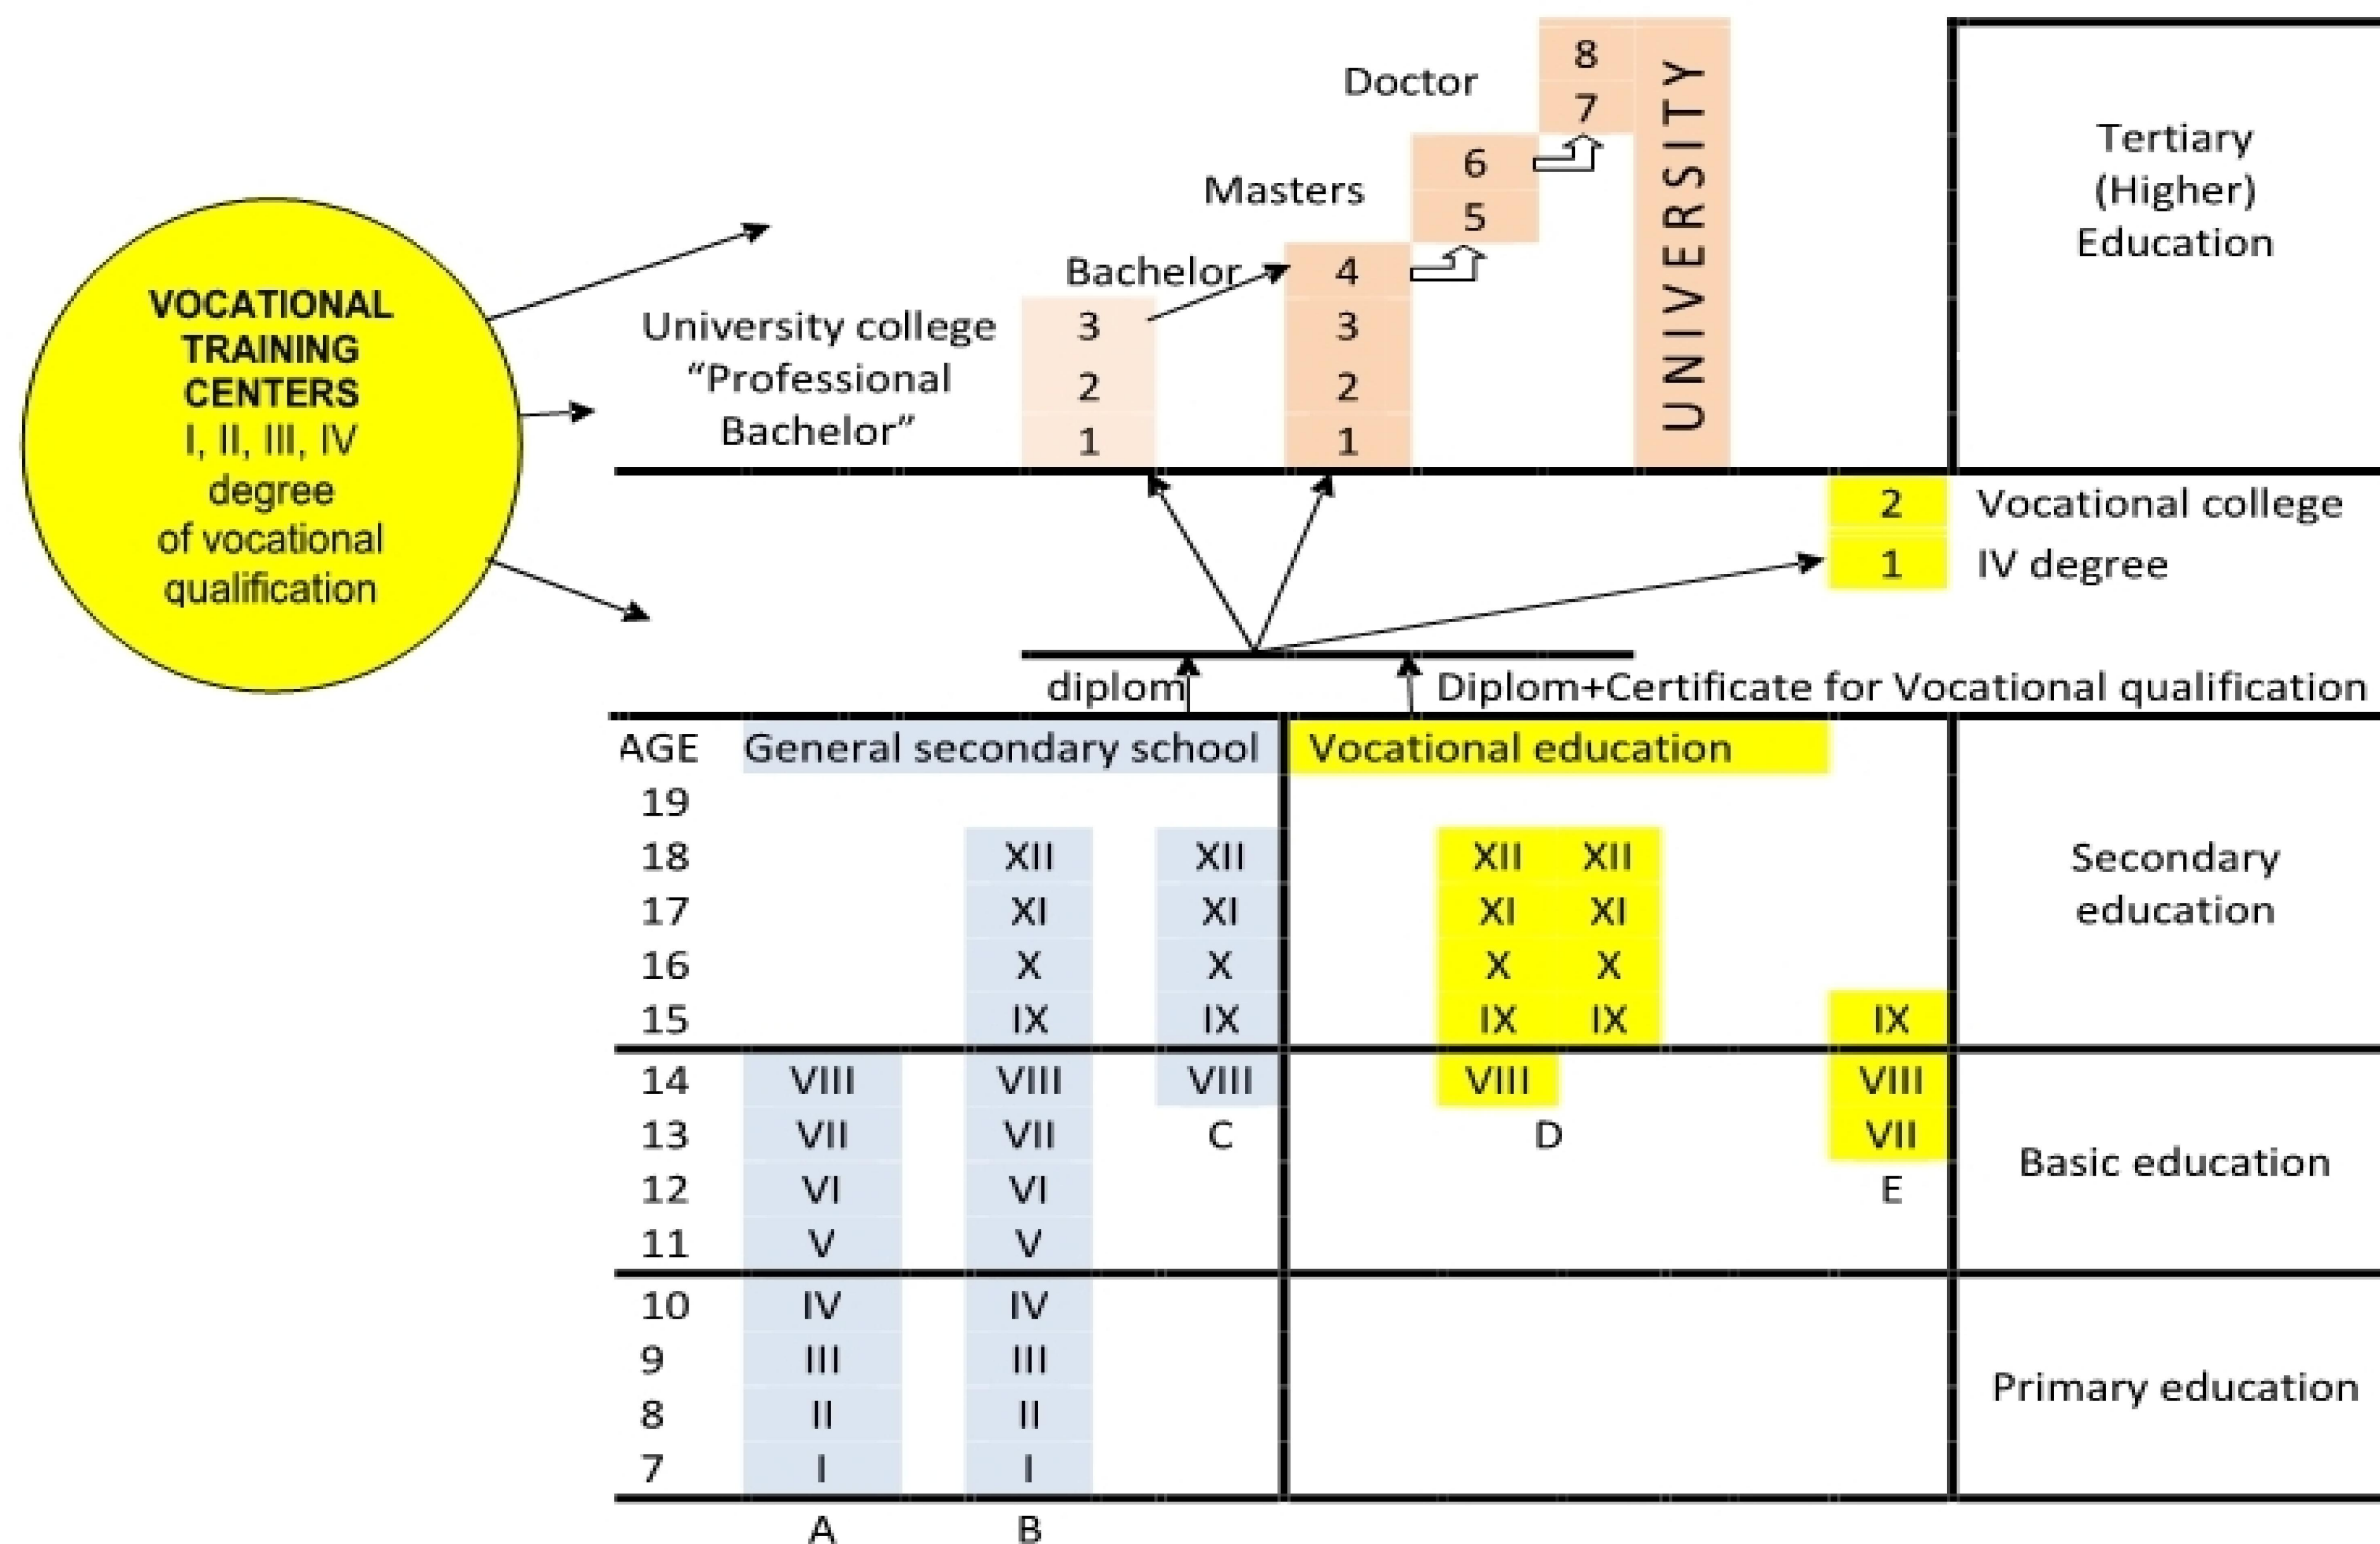 8
Doctor
7
6
Masters
5
Bachelor 4
University college 3 3
“Professional 2 2
Bachelor” 1 1
UNIVERSITY
Tertiary
(Higher)
Education
VOCATIONAL
TRAINING
CENTERS
I, II, III, IV
degree
of vocational
qualification
2 Vocational college
1 IV degree
diplom Diplom+Certificate for Vocational qualification
AGE General secondary school Vocational education
19
18 XII XII XII XII
17 XI XI XI XI
16 X X X X
15 IX IX IX IX IX
Secondary
education
14 VIII VIII VIII VIII VIII
13 VII VII C D VII
12 VI VI E
11 V V
Basic education
10 IV IV
9 III III
8 II II
7 I I
Primary education
A B